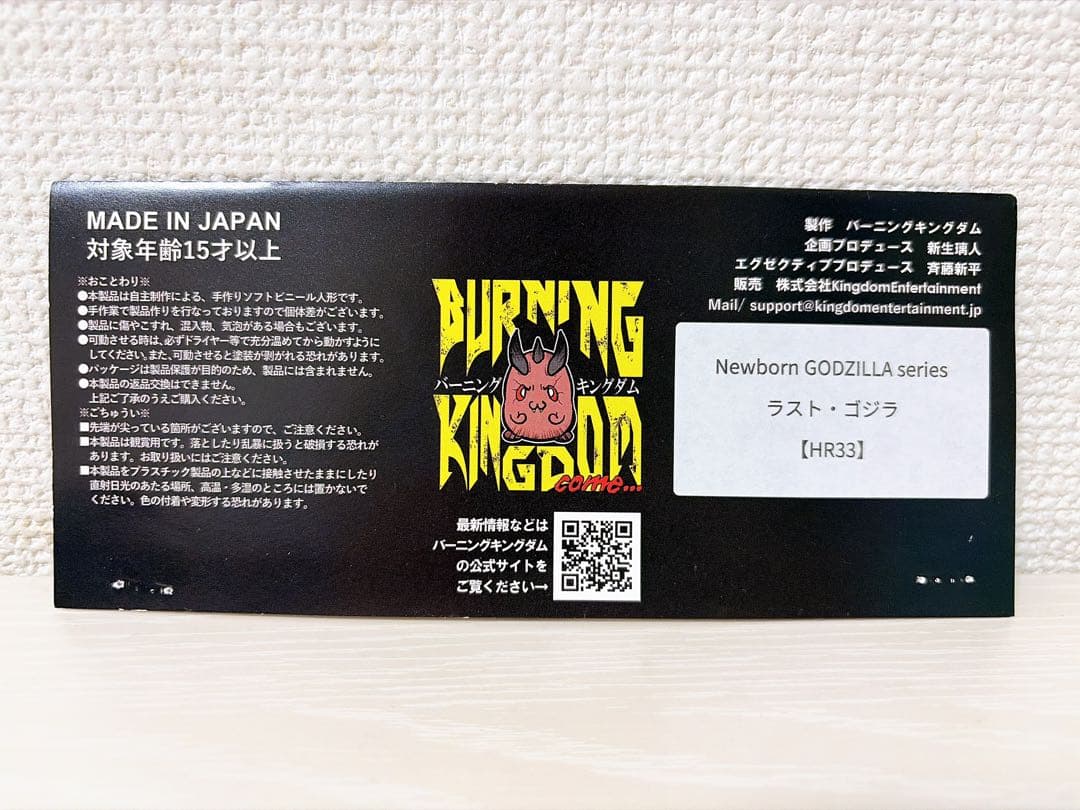 MADE IN JAPAN
対象年齢15才以上
※おことわり※
●本製品は自主制作による、手作りソフトビニール人形です。
●手作業で製品作りを行なっておりますので個体差がございます。
●製品に傷やこすれ、混入物、気泡がある場合もございます。
●可動させる時は、必ずドライヤー等で充分温めてから動かすように
してください。また、可動させると塗装が剥がれる恐れがあります。
●パッケージは製品保護が目的のため、製品には含まれません。
●本製品の返品交換はできません。
上記ご了承のうえご購入ください。
※ごちゅうい※
■先端が尖っている箇所がございますので、ご注意ください。
■本製品は観賞用です。落としたり乱暴に扱うと破損する恐れが
あります。お取り扱いにはご注意ください。
■本製品をプラスチック製品の上などに接触させたままにしたり
直射日光のあたる場所、高温・多湿のところには置かないで
ください。色の付着や変形する恐れがあります。
BURNING
バーニング キングダム
KINGDOM
come...
最新情報などは
バーニングキングダム
の公式サイトを
ご覧ください→
製作 バーニングキングダム
企画プロデュース 新生璃人
エグゼクティブプロデュース 斉藤新平
販売 株式会社KingdomEnfertainment
Mail/ support@kingdomentertainment.jp
Newborn GODZILLA series
ラスト・ゴジラ
【HR33】